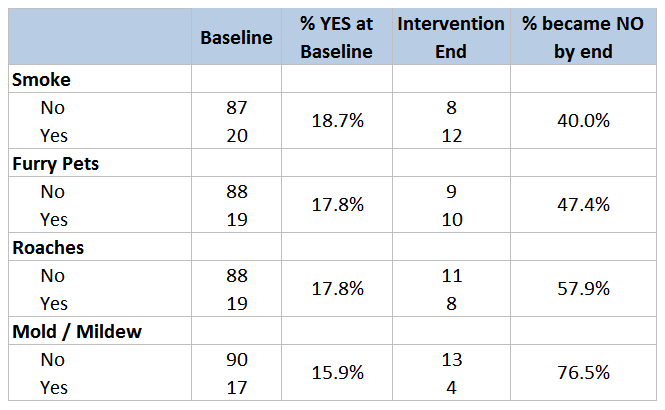 Baseline % YES at Baseline Intervention End % became NO by end
Smoke
No 87 18.7% 8 40.0%
Yes 20 12
Furry Pets
No 88 17.8% 9 47.4%
Yes 19 10
Roaches
No 88 17.8% 11 57.9%
Yes 19 8
Mold / Mildew
No 90 15.9% 13 76.5%
Yes 17 4